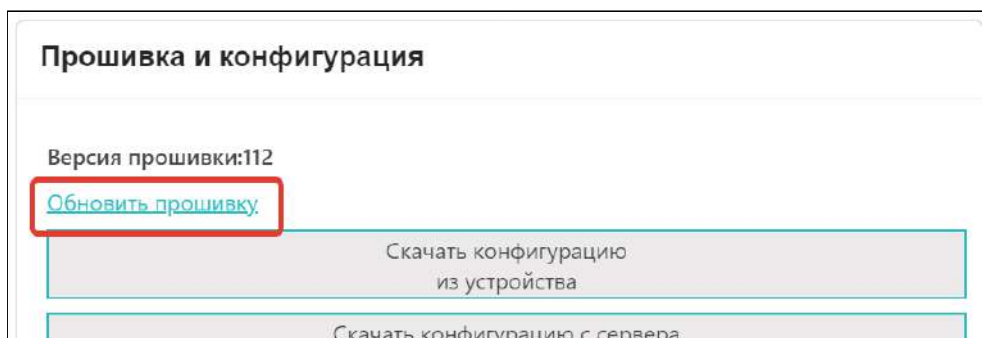 Прошивка и конфигурация
Версия прошивки:112
Обновить прошивку
Скачать конфигурацию
из устройства
Скачать конфигурацию с сервера